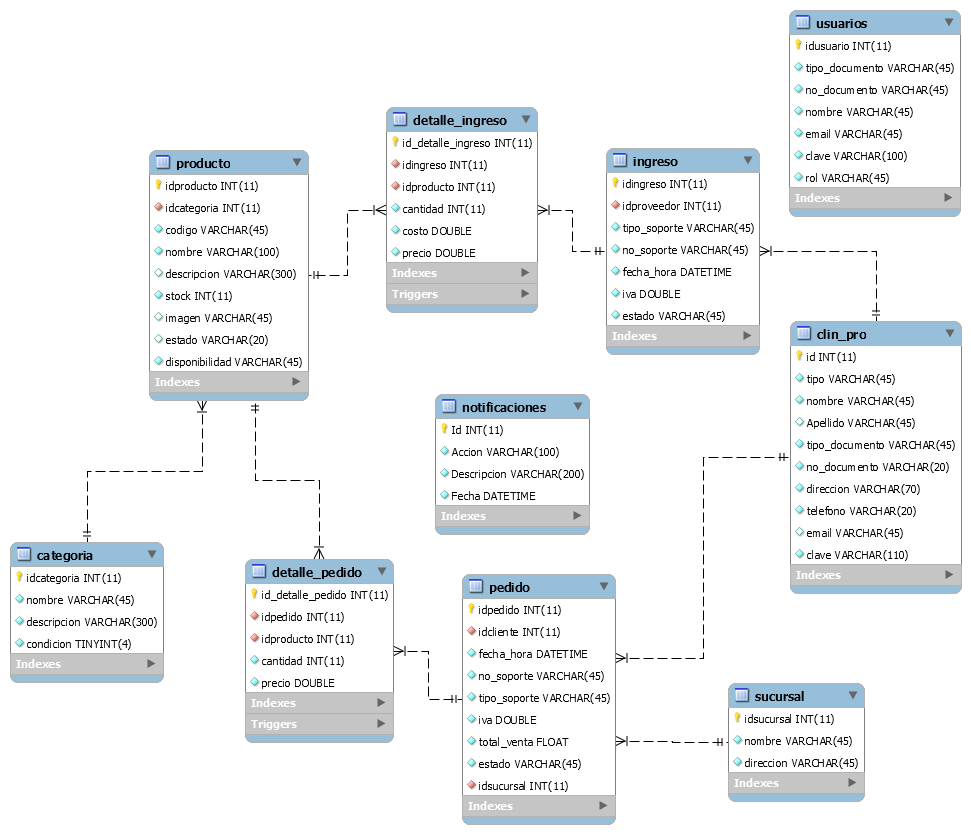 usuarios
idusuario INT(11)
tipo_documento VARCHAR(45)
no_documento VARCHAR(45)
nombre VARCHAR(45)
email VARCHAR(45)
clave VARCHAR(100)
rol VARCHAR(45)
Indexes
detalle_ingreso
id_detalle_ingreso INT(11)
idingreso INT(11)
idproducto INT(11)
cantidad INT(11)
costo DOUBLE
precio DOUBLE
Indexes
Triggers
producto
idproducto INT(11)
idcategoria INT(11)
codigo VARCHAR(45)
nombre VARCHAR(100)
descripcion VARCHAR(300)
stock INT(11)
imagen VARCHAR(45)
estado VARCHAR(20)
disponibilidad VARCHAR(45)
Indexes
ingreso
idingreso INT(11)
idproveedor INT(11)
tipo_soporte VARCHAR(45)
no_soporte VARCHAR(45)
fecha_hora DATETIME
iva DOUBLE
estado VARCHAR(45)
Indexes
clin_pro
id INT(11)
tipo VARCHAR(45)
nombre VARCHAR(45)
Apellido VARCHAR(45)
tipo_documento VARCHAR(45)
no_documento VARCHAR(20)
direccion VARCHAR(70)
telefono VARCHAR(20)
email VARCHAR(45)
clave VARCHAR(110)
Indexes
notificaciones
Id INT(11)
Accion VARCHAR(100)
Descripcion VARCHAR(200)
Fecha DATETIME
Indexes
categoria
idcategoria INT(11)
nombre VARCHAR(45)
descripcion VARCHAR(300)
condicion TINYINT(4)
Indexes
detalle_pedido
id_detalle_pedido INT(11)
idpedido INT(11)
idproducto INT(11)
cantidad INT(11)
precio DOUBLE
Indexes
Triggers
pedido
idpedido INT(11)
idcliente INT(11)
fecha_hora DATETIME
no_soporte VARCHAR(45)
tipo_soporte VARCHAR(45)
iva DOUBLE
total_venta FLOAT
estado VARCHAR(45)
idsucursal INT(11)
Indexes
sucursal
idsucursal INT(11)
nombre VARCHAR(45)
direccion VARCHAR(45)
Indexes